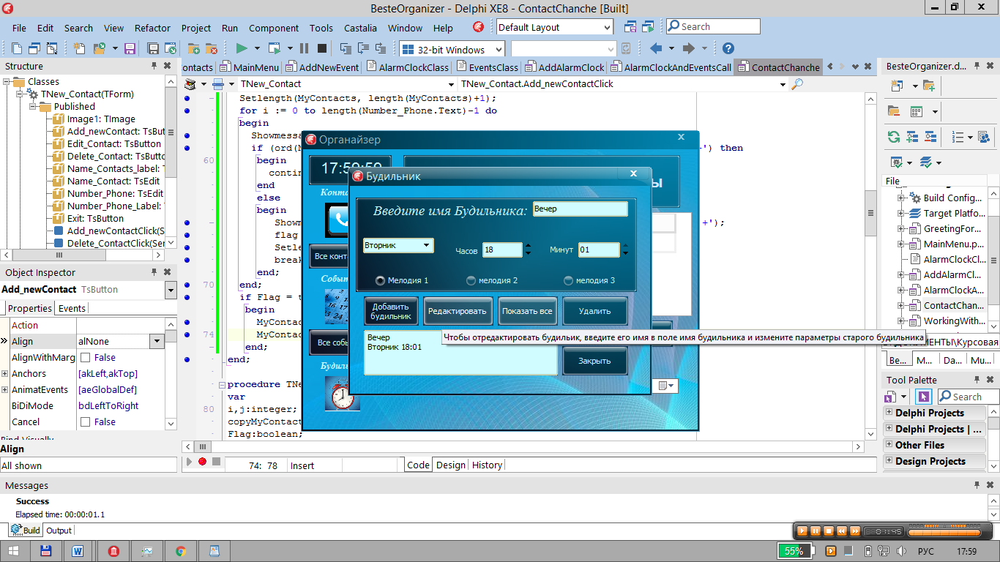 BesteOrganizer - Delphi XE8 - ContactChanche [Built]
File Edit Search View Refactor Project Run Component Tools Castalia Window Help
Default Layout
Search
32-bit Windows
Structure
ontacts MainMenu AddNewEvent AlarmClockClass EventsClass AddAlarmClock AlarmClockAndEventsCall ContactChanche
BesteOrganizer.d...
Classes
TNew_Contact(TForm)
Published
Image1: TImage
Add_newContact: TsButton
Edit_Contact: TsButton
Delete_Contact: TsButto
Name_Contacts_label: T
Name_Contact: TsEdit
Number_Phone: TsEdit
Number_Phone_Label:
Exit: TsButton
Add_newContactClick(S
Delete_ContactClick(Ser
TNew_Contact
TNew_Contact.Add_newContactClick
Setlength(MyContacts, length(MyContacts)+1);
for i := 0 to length(Number_Phone.Text)-1 do
begin
Showmessa
if (ord(N
') then
60
begin
contin
end
else
begin
Showm
+');
flag
Setle
break
end;
70
end;
if Flag = t
begin
MyContac
74
MyContac
end;
end;
procedure TNe
var
80
i,j:integer;
copyMyContact
Flag:boolean;
Органайзер
17:59:59
ы
Конта
Все конт
Событ
Все собы
Будиль
Будильник
Введите имя Будильника:
Вечер
Вторник
Часов
18
Минут
01
Мелодия 1
мелодия 2
мелодия 3
Добавить
будильник
Редактировать
Показать все
Удалить
Вечер
Вторник 18:01
Чтобы отредактировать будильик, введите его имя в поле имя будильника и измените параметры старого будильника
Закрыть
File
Build Config...
Target Platfo...
GreetingFor...
MainMenu.p...
AlarmClockCl...
AddAlarmCl...
AlarmClockA...
ContactChan...
WorkingWith...
ДОКУМЕНТЫ\Курсовая
Be... M... Da... Mu...
Tool Palette
Search
Delphi Projects
Delphi Projects | ...
Other Files
Design Projects
Object Inspector
Add_newContact TsButton
Properties Events
Action
Align alNone
AlignWithMarg False
Anchors [akLeft,akTop]
AnimatEvents [aeGlobalDef]
BiDiMode bdLeftToRight
Cancel False
Bind Visually
Align
All shown
74: 78
Insert
Code Design History
Messages
Success
Elapsed time: 00:00:01.1
Build Output
01:45
55%
РУС
17:59